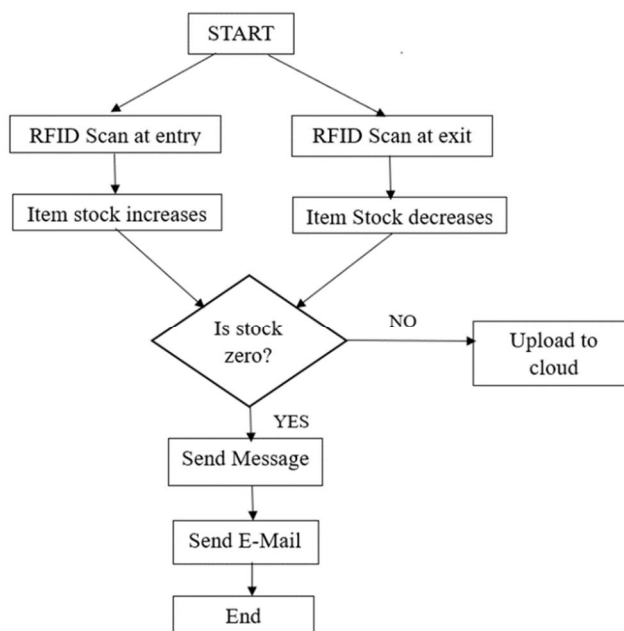 START
RFID Scan at entry
RFID Scan at exit
Item stock increases
Item Stock decreases
Is stock
zero?
NO
Upload to
cloud
YES
Send Message
Send E-Mail
End